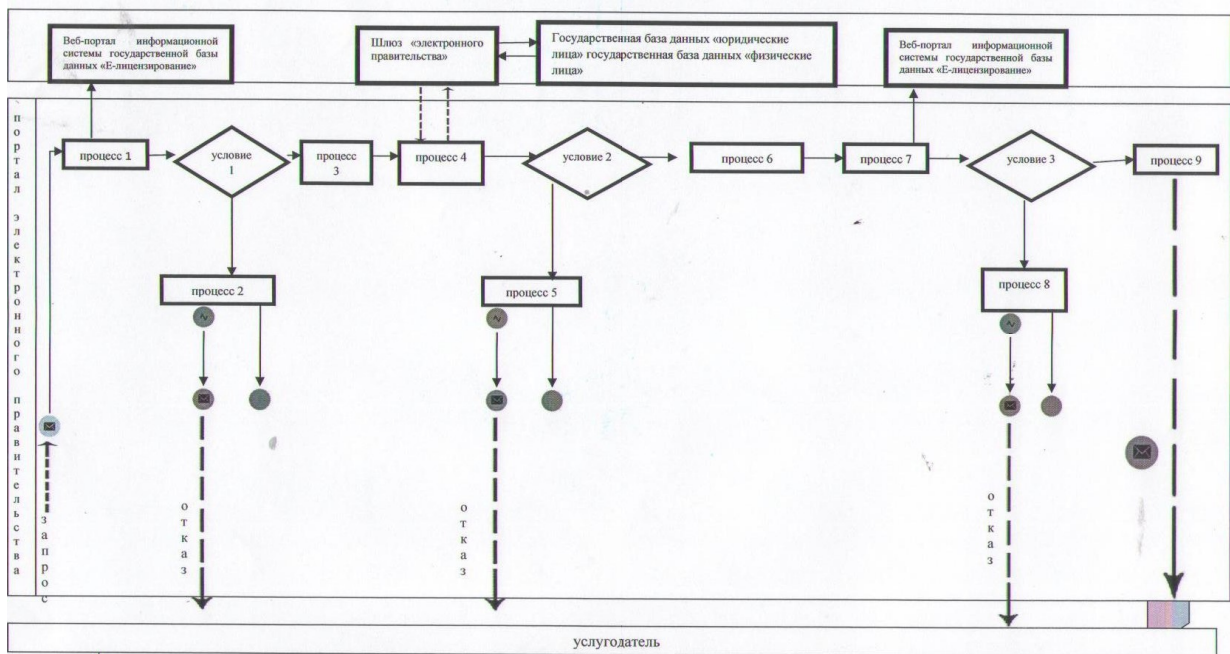 Веб-портал информационной
системы государственной базы
данных «Е-лицензирование»
Шлюз «электронного
правительства»
Государственная база данных «юридические
лица» государственная база данных «физические
лица»
Веб-портал информационной
системы государственной базы
данных «Е-лицензирование»
портал электронного правительства
процесс 1
условие
1
процесс
3
процесс 4
условие 2
процесс 6
процесс 7
условие 3
процесс 9
процесс 2
процесс 5
процесс 8
запрос
отказ
отказ
отказ
услугодатель